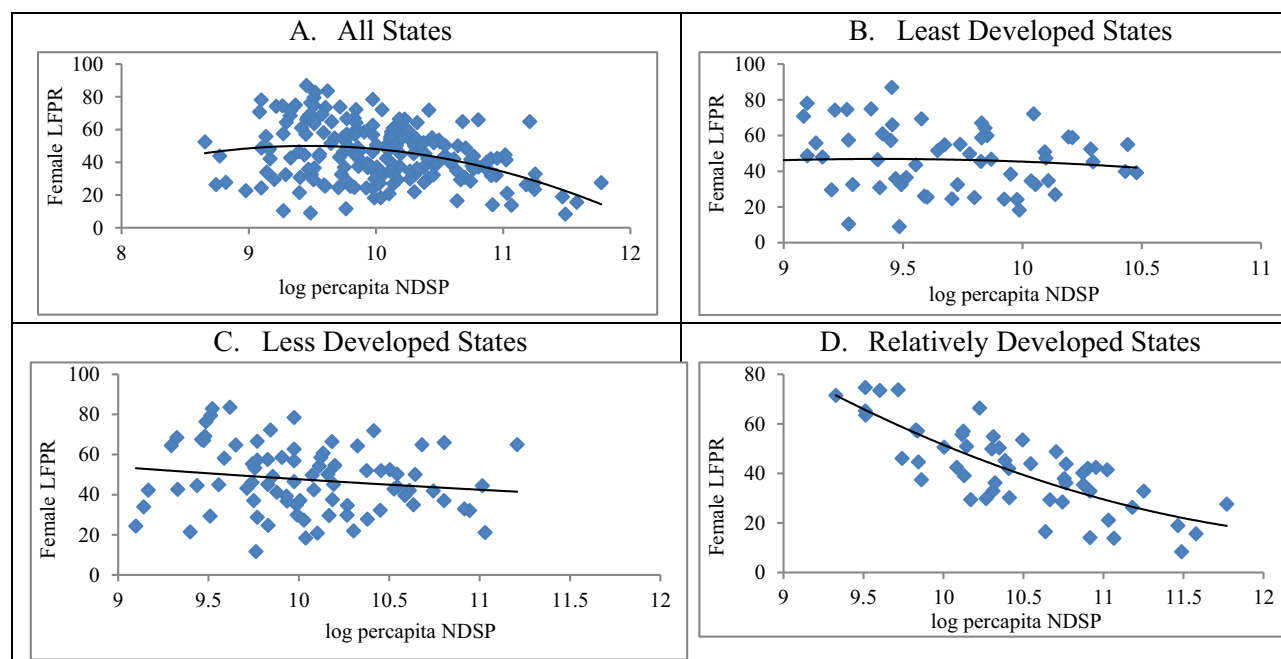 A. All States
100
80
60
40
20
0
Female LFPR
8 9 10 11 12
log percapita NDSP
B. Least Developed States
100
80
60
40
20
0
Female LFPR
9 9.5 10 10.5 11
log percapita NDSP
C. Less Developed States
100
80
60
40
20
0
Female LFPR
9 9.5 10 10.5 11 11.5 12
log percapita NDSP
D. Relatively Developed States
80
60
40
20
0
Female LFPR
9 9.5 10 10.5 11 11.5 12
log percapita NDSP